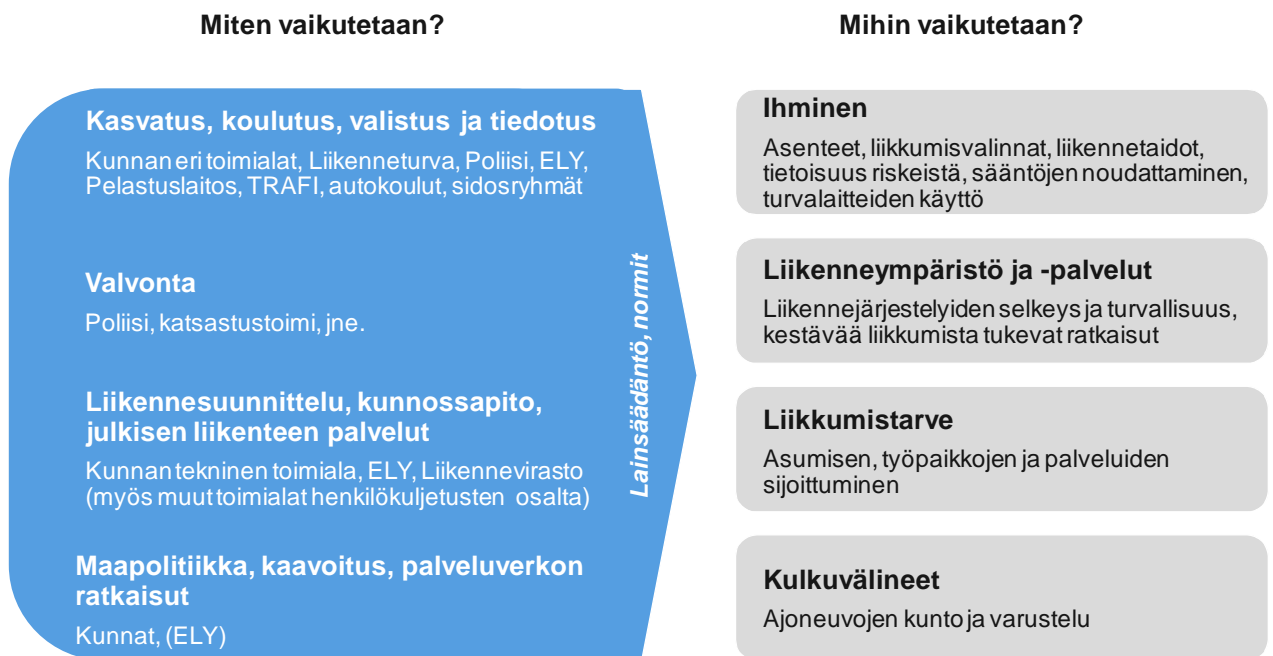 Miten vaikutetaan?
Mihin vaikutetaan?
Kasvatus, koulutus, valistus ja tiedotus
Kunnan eri toimialat, Liikenneturva, Poliisi, ELY,
Pelastuslaitos, TRAFI, autokoulut, sidosryhmät
Valvonta
Poliisi, katsastustoimi, jne.
Liikennesuunnittelu, kunnossapito,
julkisen liikenteen palvelut
Kunnan tekninen toimiala, ELY, Liikennevirasto
(myös muut toimialat henkilökuljetusten osalta)
Maapolitiikka, kaavoitus, palveluverkon
ratkaisut
Kunnat, (ELY)
Lainsäädäntö, normit
Ihminen
Asenteet, liikkumisvalinnat, liikennetaidot,
tietoisuus riskeistä, sääntöjen noudattaminen,
turvalaitteiden käyttö
Liikenneympäristö ja -palvelut
Liikennejärjestelyiden selkeys ja turvallisuus,
kestävää liikkumista tukevat ratkaisut
Liikkumistarve
Asumisen, työpaikkojen ja palveluiden
sijoittuminen
Kulkuvälineet
Ajoneuvojen kunto ja varustelu